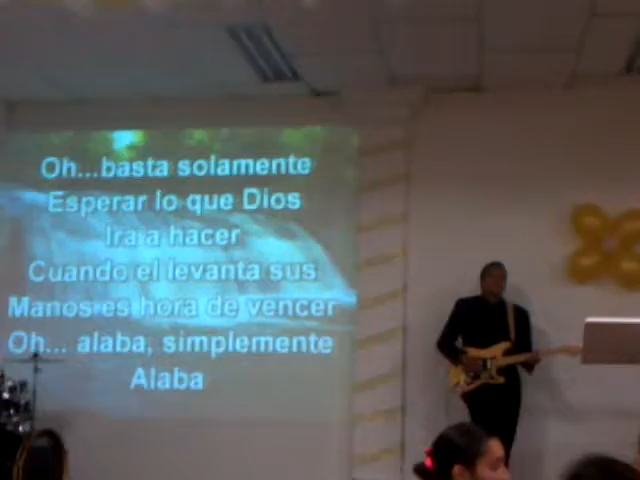 Oh...basta solamente
Esperar lo que Dios
Ira a hacer
Cuando el levanta sus
Manos es hora de vencer
Oh... alaba, simplemente
Alaba